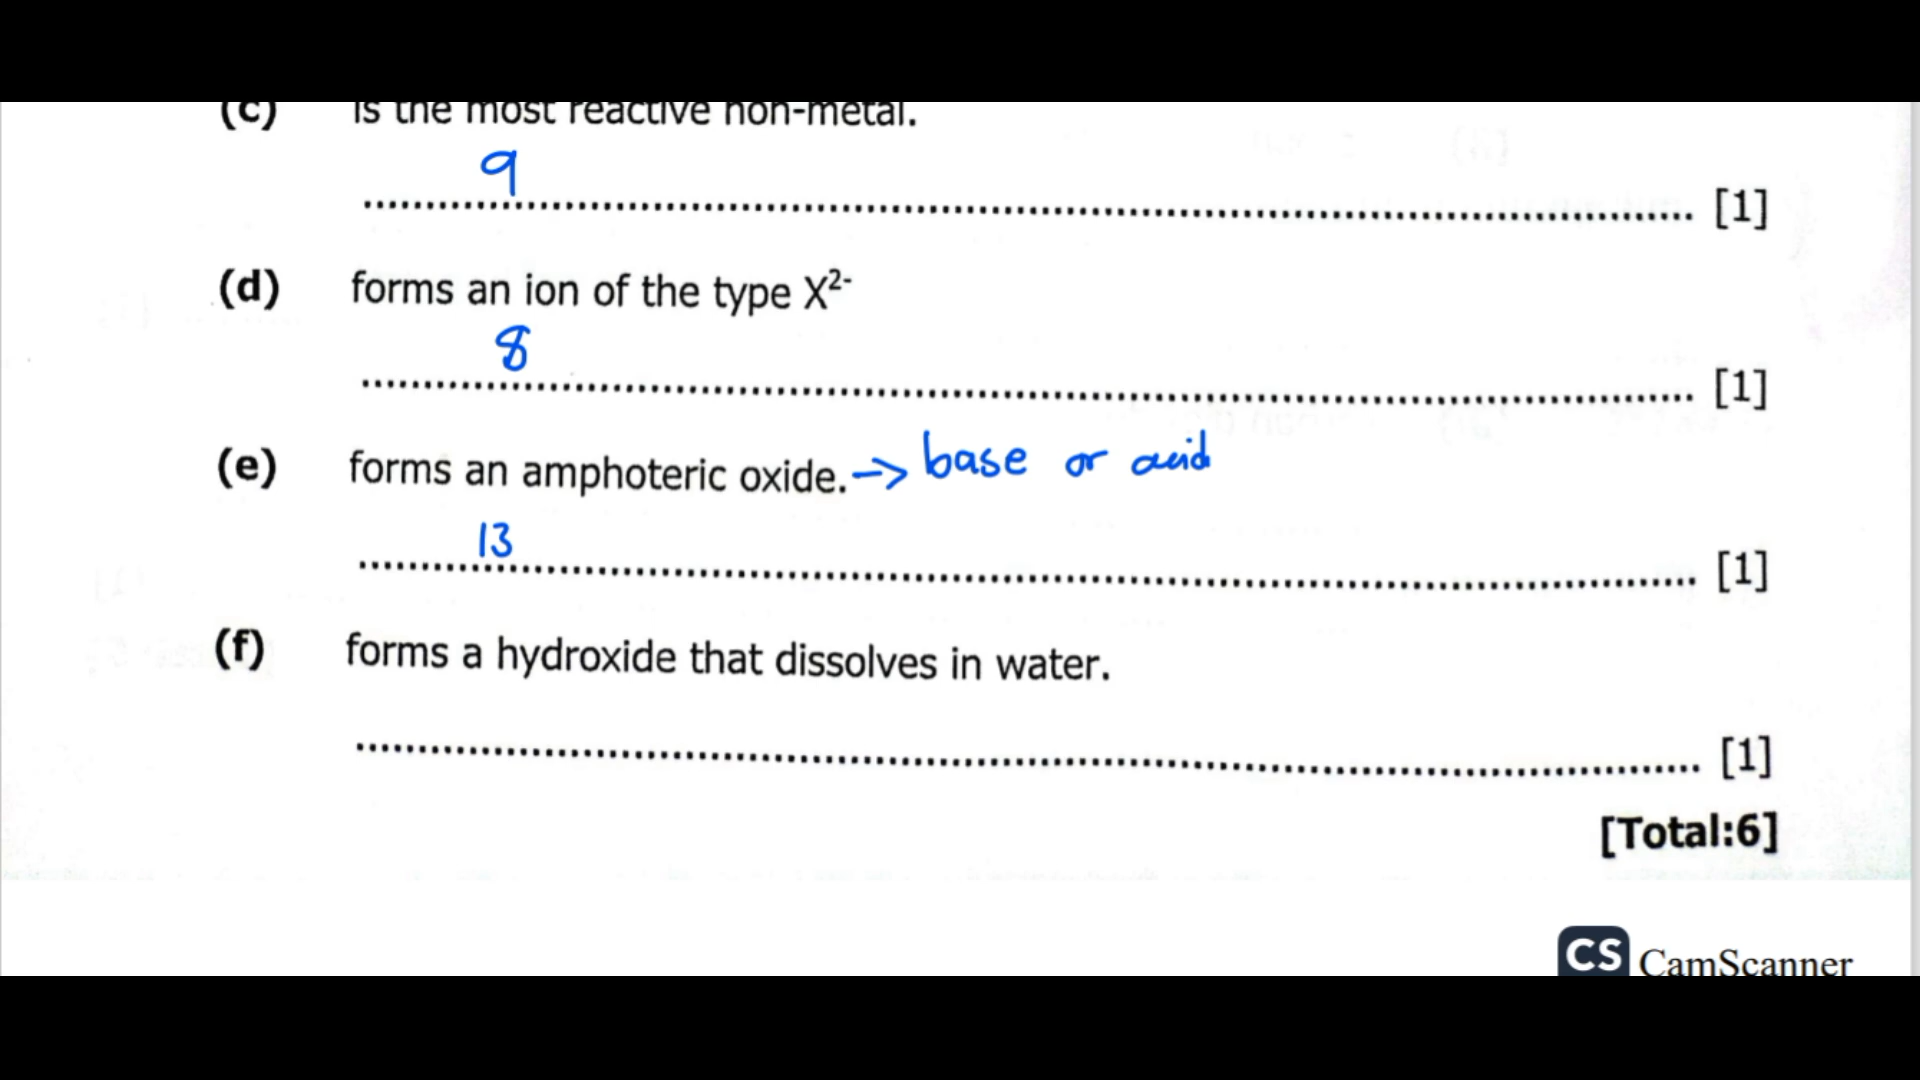 (c) is the most reactive non-metal.
9
[1]
(d) forms an ion of the type X²⁻
8
[1]
(e) forms an amphoteric oxide. → base or acid
13
[1]
(f) forms a hydroxide that dissolves in water.
[1]
[Total:6]
CS CamScanner